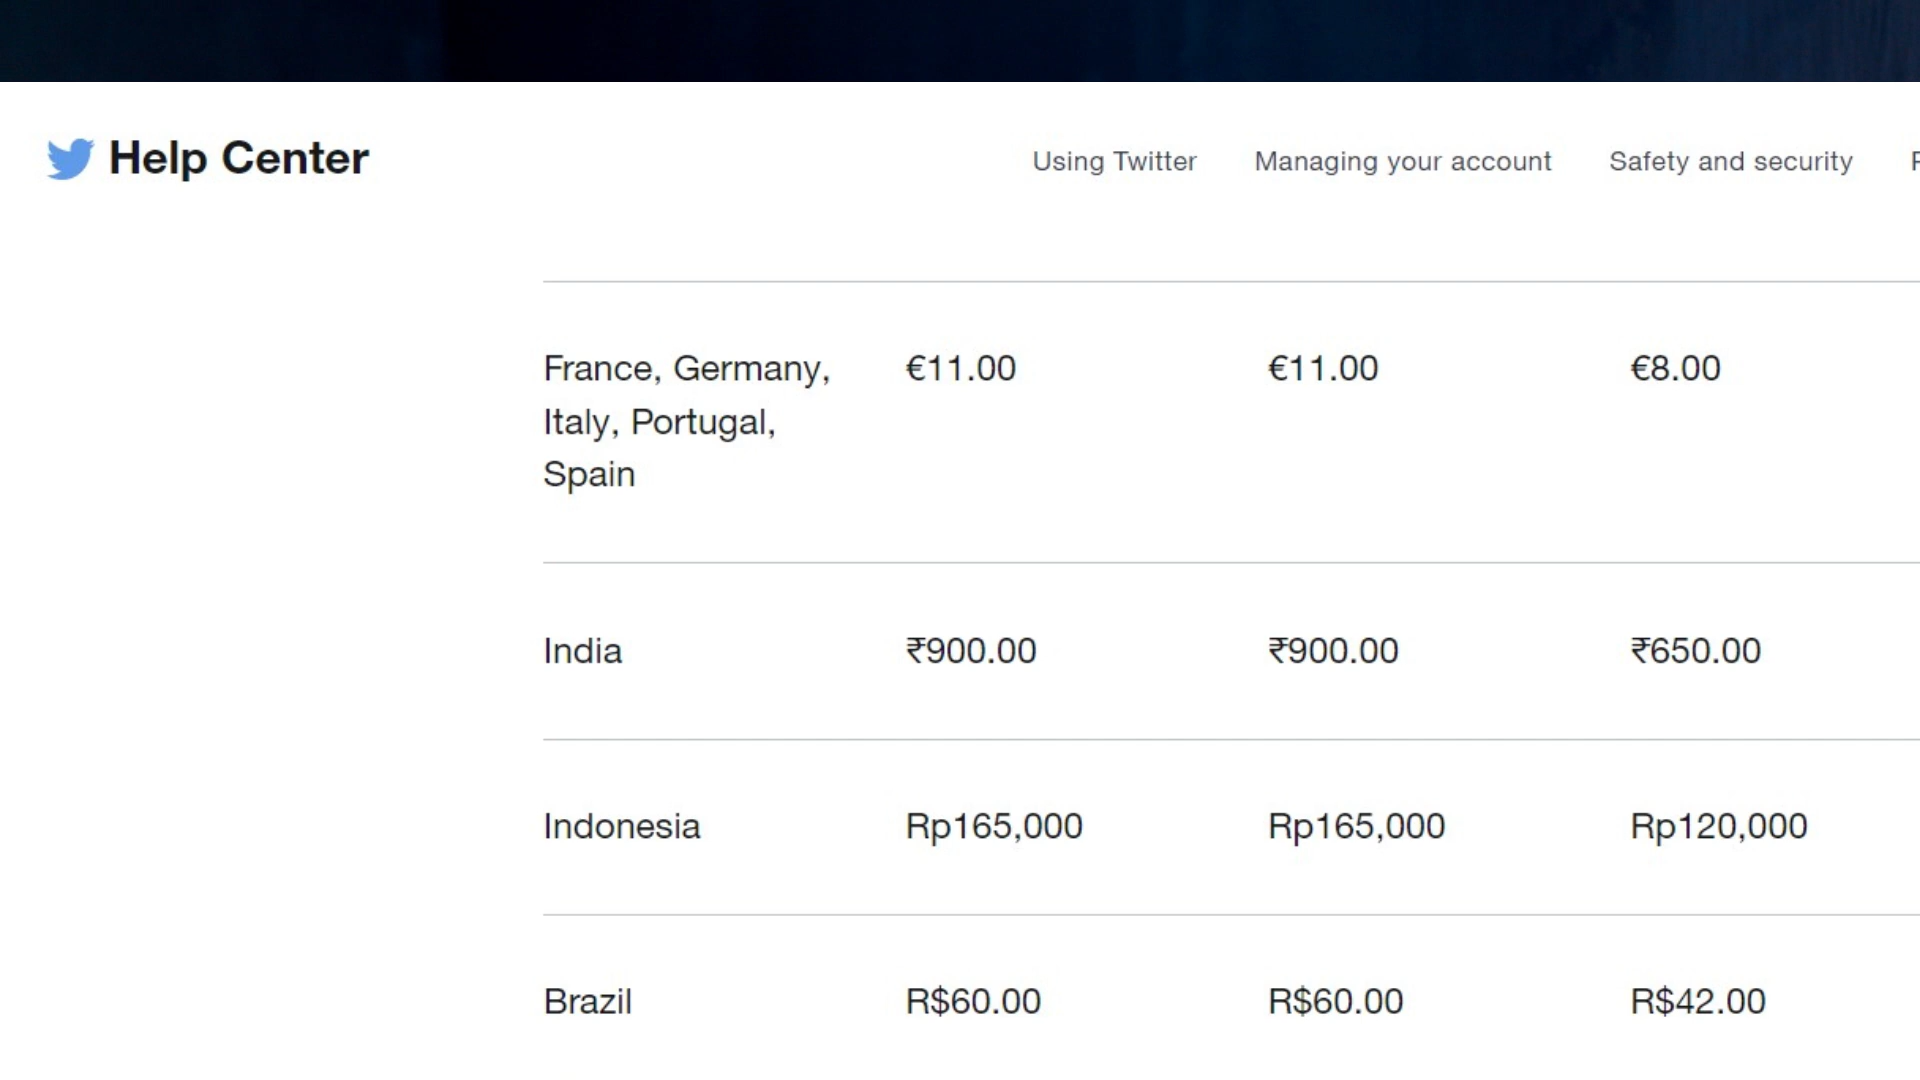 Help Center
Using Twitter Managing your account Safety and security
France, Germany, €11.00 €11.00 €8.00
Italy, Portugal,
Spain
India ₹900.00 ₹900.00 ₹650.00
Indonesia Rp165,000 Rp165,000 Rp120,000
Brazil R$60.00 R$60.00 R$42.00